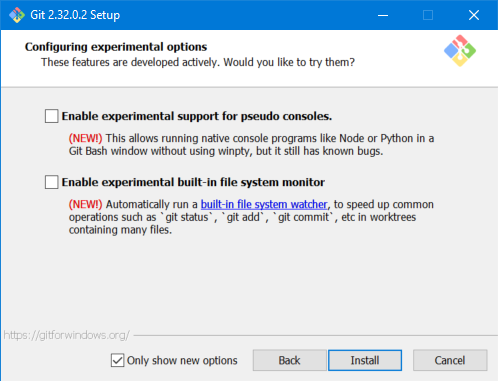 Git 2.32.0.2 Setup
Configuring experimental options
These features are developed actively. Would you like to try them?
Enable experimental support for pseudo consoles.
(NEW!) This allows running native console programs like Node or Python in a
Git Bash window without using winpty, but it still has known bugs.
Enable experimental built-in file system monitor
(NEW!) Automatically run a built-in file system watcher, to speed up common
operations such as `git status`, `git add`, `git commit`, etc in worktrees
containing many files.
https://gitforwindows.org/
Only show new options
Back
Install
Cancel